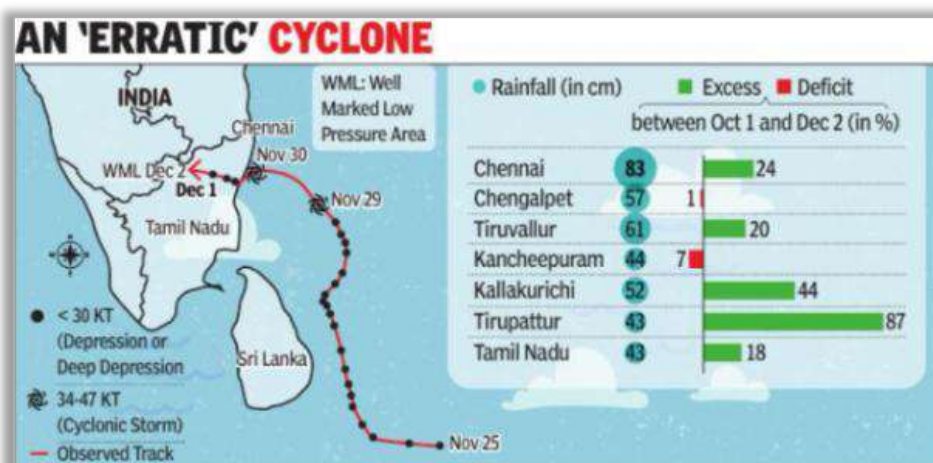 AN 'ERRATIC' CYCLONE
INDIA
Chennai
Nov 30
WML Dec 2
Dec 1
Nov 29
Tamil Nadu
Sri Lanka
Nov 25
WML: Well
Marked Low
Pressure Area
< 30 KT
(Depression or
Deep Depression
34-47 KT
(Cyclonic Storm)
Observed Track
Rainfall (in cm) Excess Deficit
between Oct 1 and Dec 2 (in %)
Chennai 83 24
Chengalpet 57 1
Tiruvallur 61 20
Kancheepuram 44 7
Kallakurichi 52 44
Tirupattur 43 87
Tamil Nadu 43 18